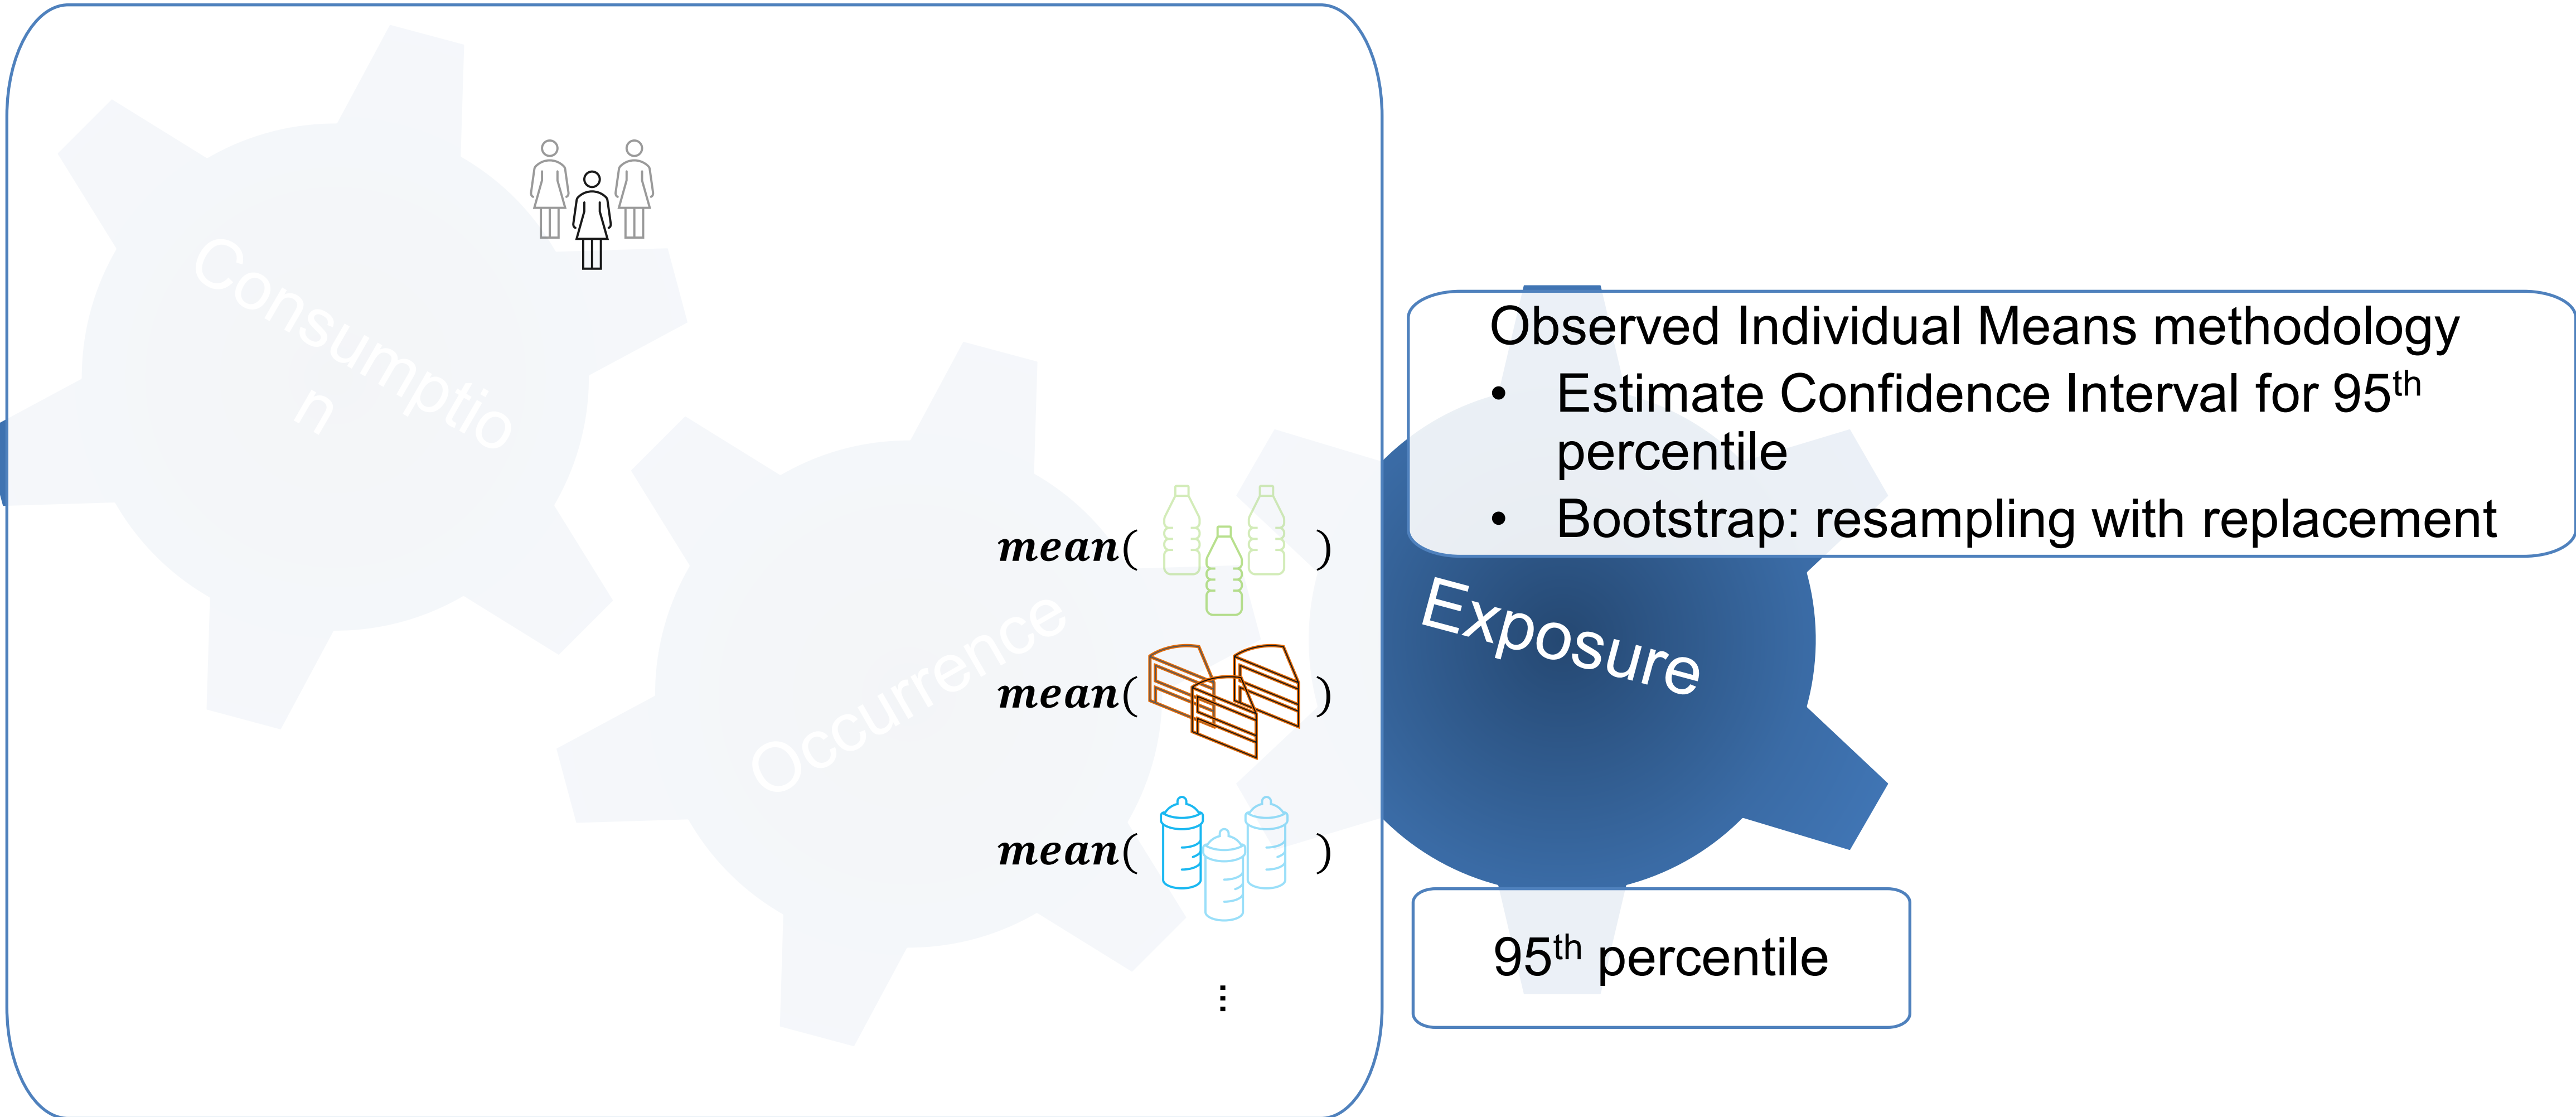 Consumptio
n
Occurrence
mean( )
mean( )
mean( )
⋮
Exposure
Observed Individual Means methodology
• Estimate Confidence Interval for 95th
percentile
• Bootstrap: resampling with replacement
95th percentile